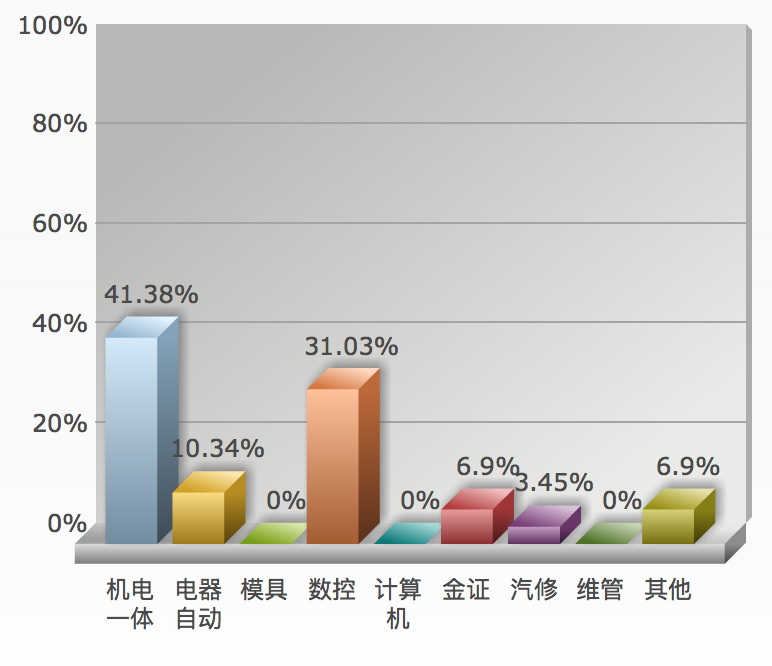 100%
80%
60%
40%
20%
0%
41.38%
10.34%
0%
31.03%
0%
6.9%
3.45%
0%
6.9%
机电
一体
电器
自动
模具
数控
计算
机
金证
汽修
维管
其他